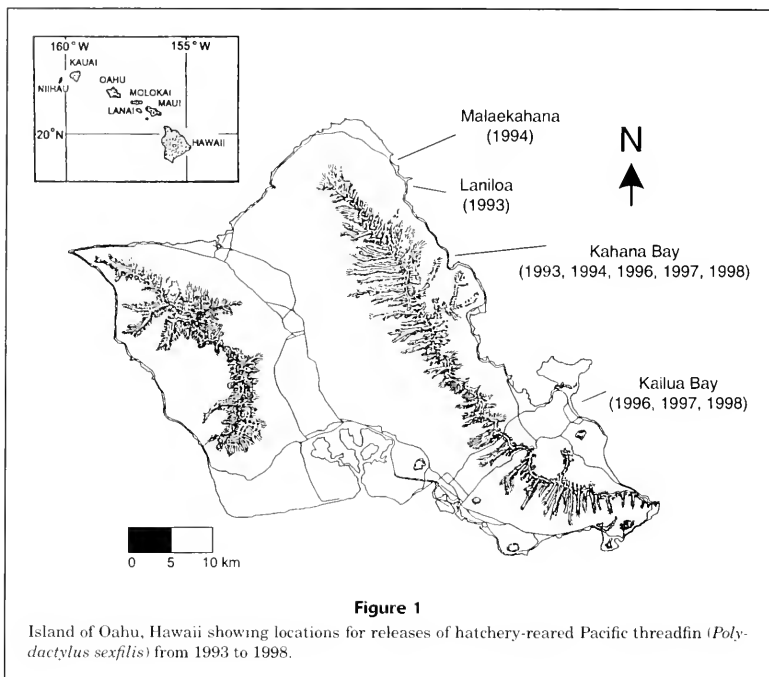 160°W 155°W
KAUAI
OAHU
NIIHAU
MOLOKAI
MAUI
LANAI
20°N
HAWAII
Malaekahana
(1994)
N
Laniloa
(1993)
Kahana Bay
(1993, 1994, 1996, 1997, 1998)
Kailua Bay
(1996, 1997, 1998)
0 5 10 km
Figure 1
Island of Oahu, Hawaii showing locations for releases of hatchery-reared Pacific threadfin (Poly-
dactylus sexfilis) from 1993 to 1998.